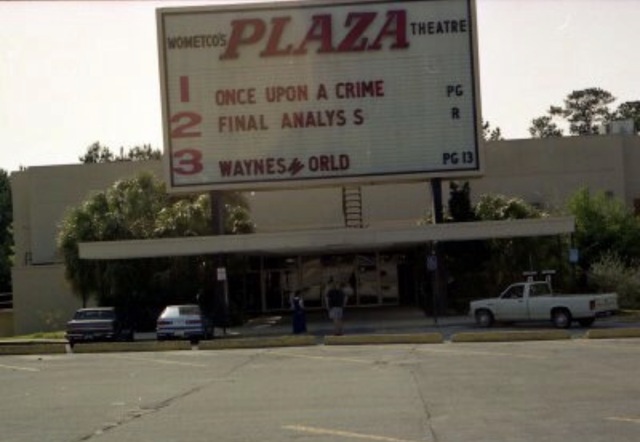 WOMETCO'S PLAZA THEATRE
1 ONCE UPON A CRIME PG
2 FINAL ANALYS S R
3 WAYNES W ORLD PG 13